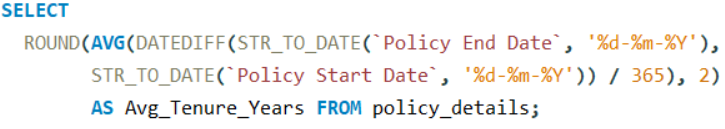 SELECT
ROUND(AVG(DATEDIFF(STR_TO_DATE(`Policy End Date`, '%d-%m-%Y'),
STR_TO_DATE(`Policy Start Date`, '%d-%m-%Y')) / 365), 2)
AS Avg_Tenure_Years FROM policy_details;